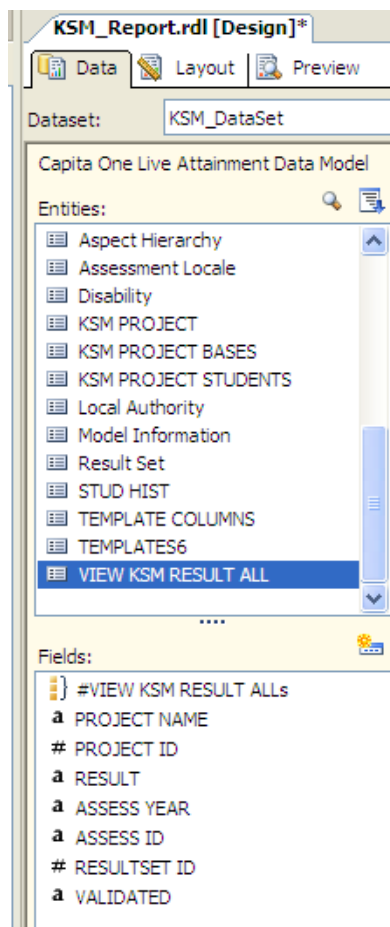 KSM_Report.rdl [Design]*
Data Layout Preview
Dataset: KSM_DataSet
Capita One Live Attainment Data Model
Entities:
Aspect Hierarchy
Assessment Locale
Disability
KSM PROJECT
KSM PROJECT BASES
KSM PROJECT STUDENTS
Local Authority
Model Information
Result Set
STUD HIST
TEMPLATE COLUMNS
TEMPLATES6
VIEW KSM RESULT ALL
Fields:
#VIEW KSM RESULT ALLs
a PROJECT NAME
# PROJECT ID
a RESULT
a ASSESS YEAR
a ASSESS ID
# RESULTSET ID
a VALIDATED